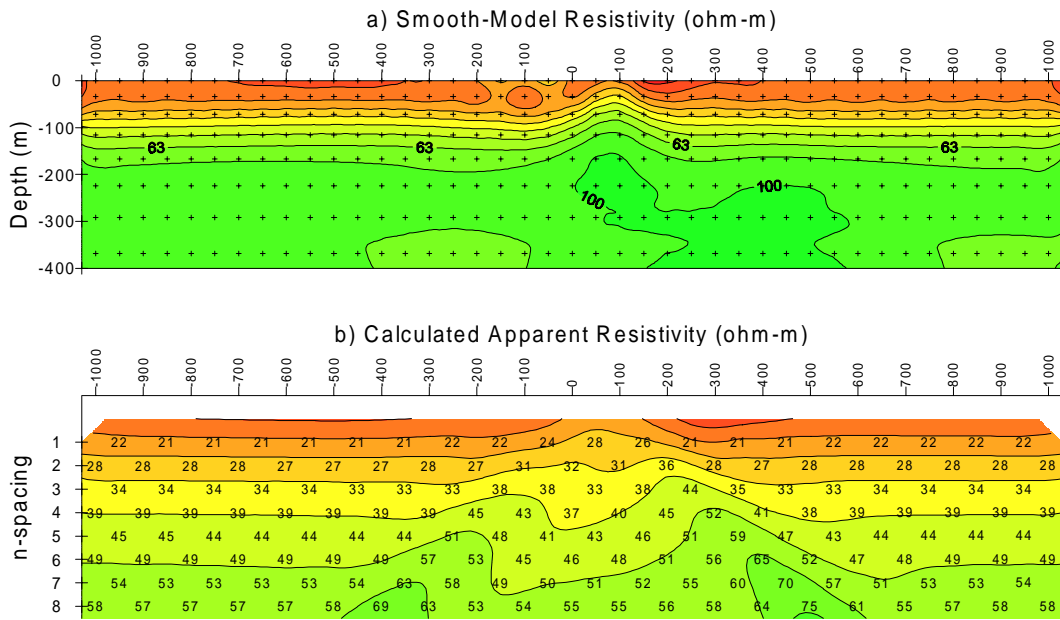 a) Smooth-Model Resistivity (ohm-m)
-1000 -900 -800 -700 -600 -500 -400 -300 -200 -100 0 100 200 300 400 500 600 700 800 900 1000
Depth (m)
0
-100
-200
-300
-400
63 63 63 63
100 100
b) Calculated Apparent Resistivity (ohm-m)
-1000 -900 -800 -700 -600 -500 -400 -300 -200 -100 0 100 200 300 400 500 600 700 800 900 1000
n-spacing
1 22 21 21 21 21 21 21 22 22 24 28 26 21 21 21 22 22 22 22 22
2 28 28 28 28 27 27 27 28 27 31 32 31 36 28 27 28 28 28 28 28 28
3 34 34 34 34 34 33 33 33 38 38 33 38 44 35 33 33 34 34 34 34
4 39 39 39 39 39 39 39 39 45 43 37 40 45 52 41 38 39 39 39 39 39
5 45 45 44 44 44 44 44 51 48 41 43 46 51 59 47 43 44 44 44 45
6 49 49 49 49 49 49 49 57 53 45 46 48 51 56 65 52 47 48 49 49 49
7 54 53 53 53 54 63 58 49 50 51 52 55 60 70 57 51 53 53 54
8 58 57 57 57 57 58 69 63 53 54 55 55 56 58 64 75 61 55 57 58 58